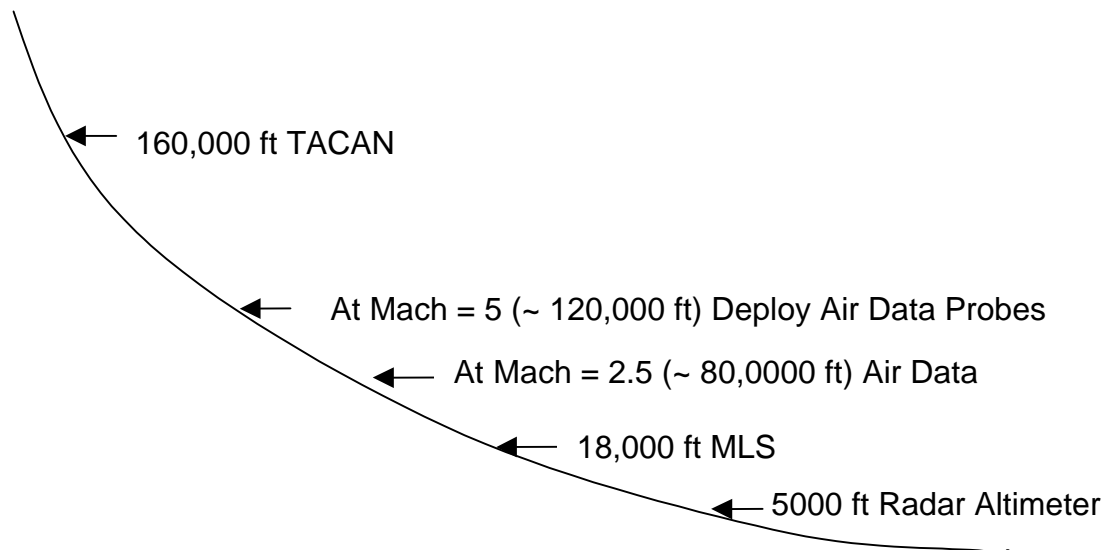 160,000 ft TACAN
At Mach = 5 (~ 120,000 ft) Deploy Air Data Probes
At Mach = 2.5 (~ 80,0000 ft) Air Data
18,000 ft MLS
5000 ft Radar Altimeter